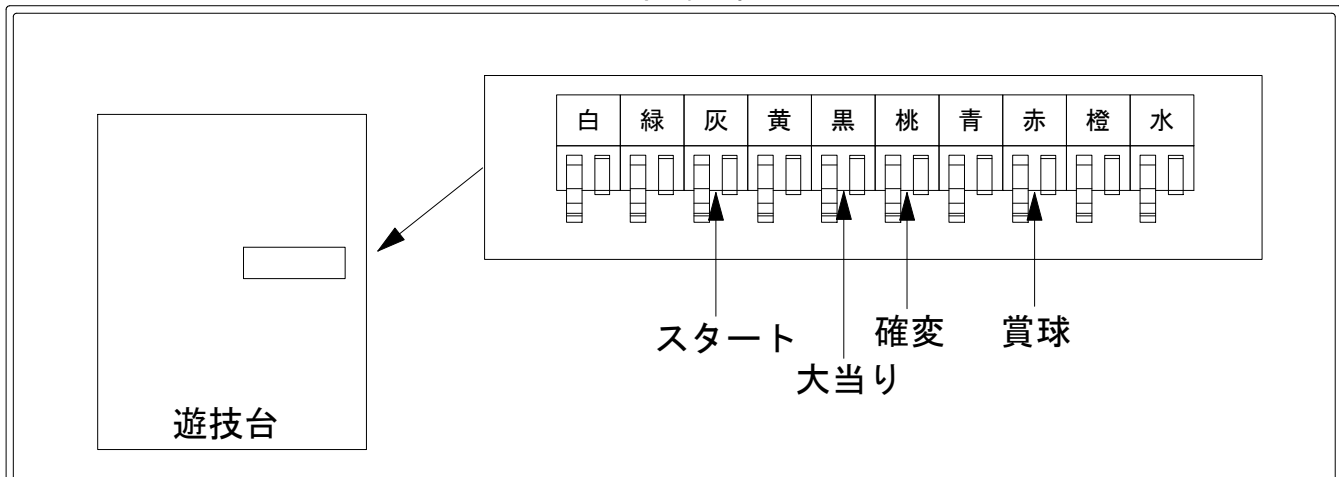 白 緑 灰 黄 黒 桃 青 赤 橙 水
スタート
大当り
確変
賞球
遊技台